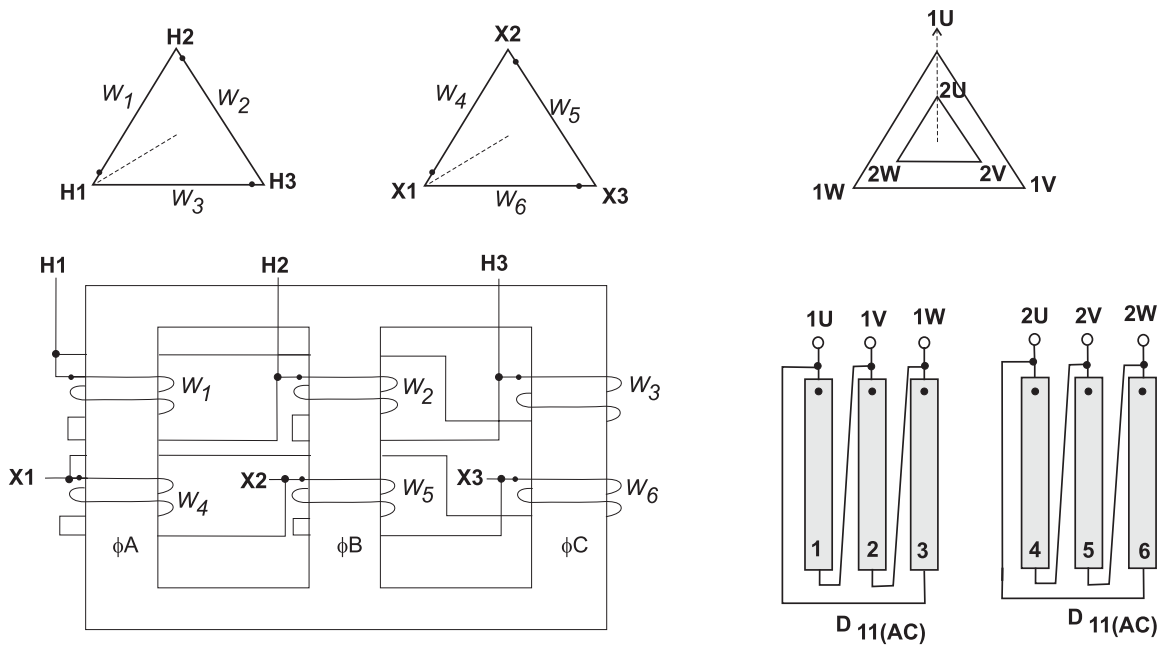 H2
W1
W2
H1
H3
W3
X2
W4
W5
X1
X3
W6
1U
2U
2W
2V
1W
1V
H1
H2
H3
W1
W2
W3
X1
X2
X3
W4
W5
W6
ϕA
ϕB
ϕC
1U 1V 1W
1 2 3
D 11(AC)
2U 2V 2W
4 5 6
D 11(AC)